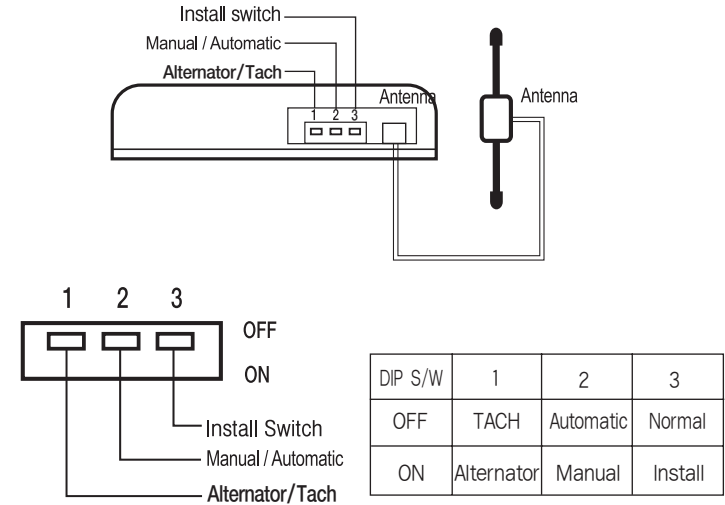 Install switch
Manual / Automatic
Alternator/Tach
Antenna
1 2 3
Antenna
1 2 3
OFF
ON
Install Switch
Manual / Automatic
Alternator/Tach
DIP S/W 1 2 3
OFF TACH Automatic Normal
ON Alternator Manual Install